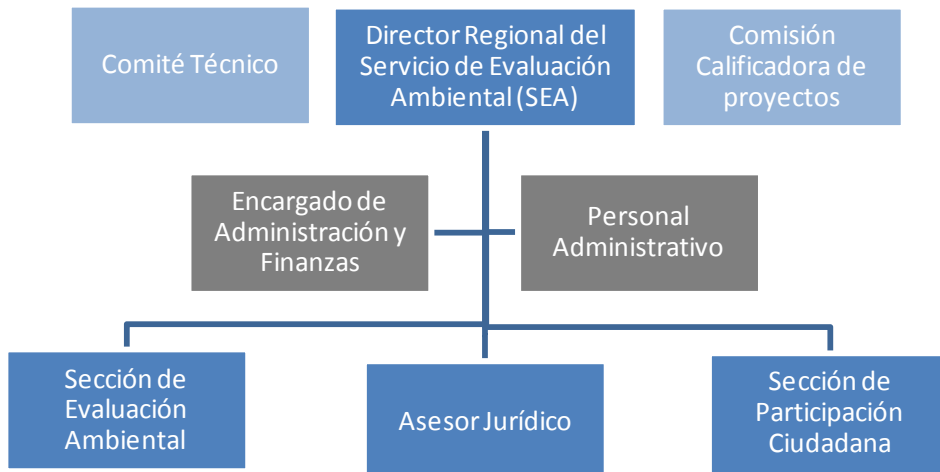 Comité Técnico
Director Regional del
Servicio de Evaluación
Ambiental (SEA)
Comisión
Calificadora de
proyectos
Encargado de
Administración y
Finanzas
Personal
Administrativo
Sección de
Evaluación
Ambiental
Asesor Jurídico
Sección de
Participación
Ciudadana